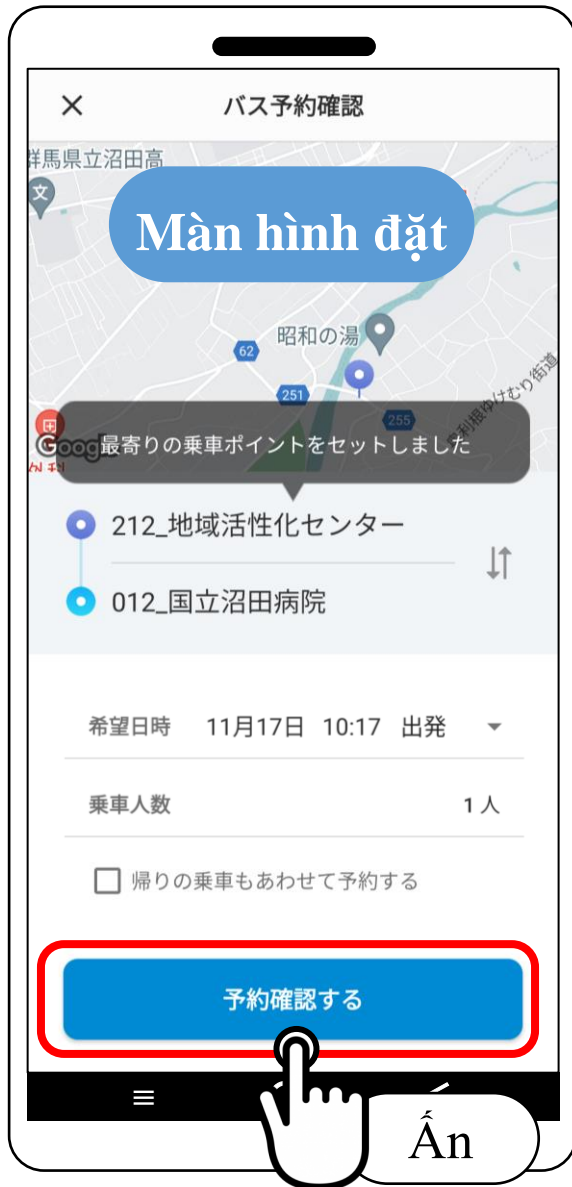 バス予約確認
群馬県立沼田高
文
Màn hình đặt
昭和の湯
62
251
255
利根ゆけむり街道
Google
最寄りの乗車ポイントをセットしました
212_地域活性化センター
012_国立沼田病院
希望日時 11月17日 10:17 出発
乗車人数 1人
帰りの乗車もあわせて予約する
予約確認する
Ấn